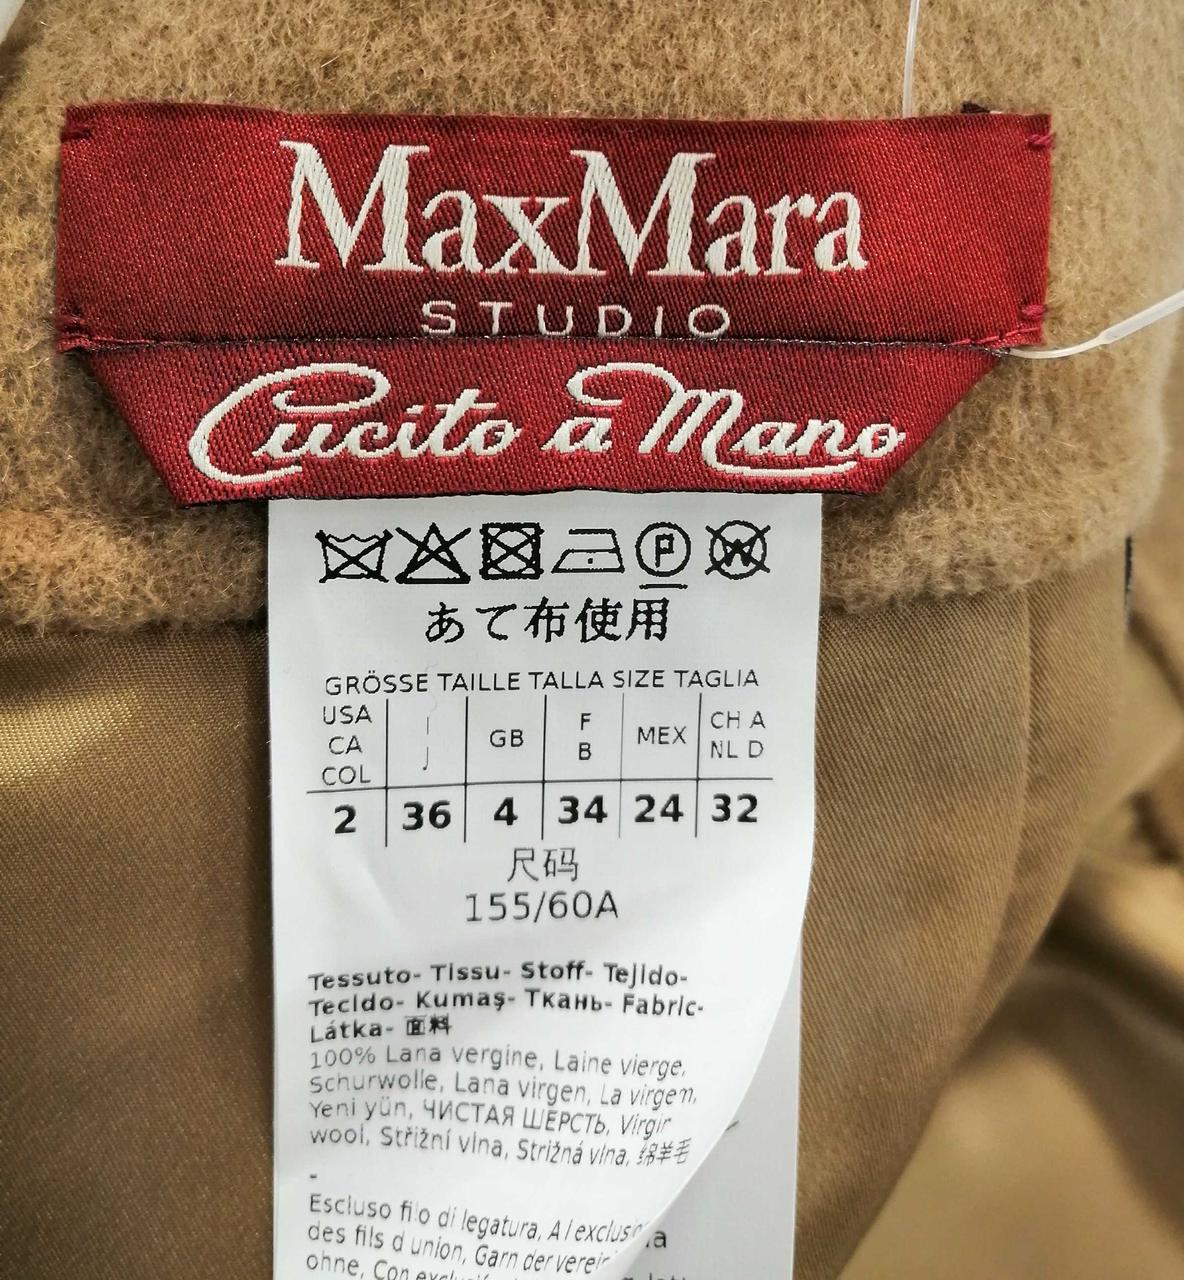 MaxMara
STUDIO
Cucito a Mano
P W
あて布使用
GRÖSSE TAILLE TALLA SIZE TAGLIA
USA CA COL I J GB F B MEX CH A NL D
2 36 4 34 24 32
尺码
155/60A
Tessuto- Tissu- Stoff- Tejido-
Tecido- Kumaş- Ткань- Fabric-
Látka- 面料
100% Lana vergine, Laine vierge,
Schurwolle, Lana virgen, La virgem,
Yeni yün, ЧИСТАЯ ШЕРСТЬ, Virgin
wool, Střižní vlna, Strižná vlna, 绵羊毛
-
Escluso filo di legatura, A l
des fils d union, Garn der
ohne, Con